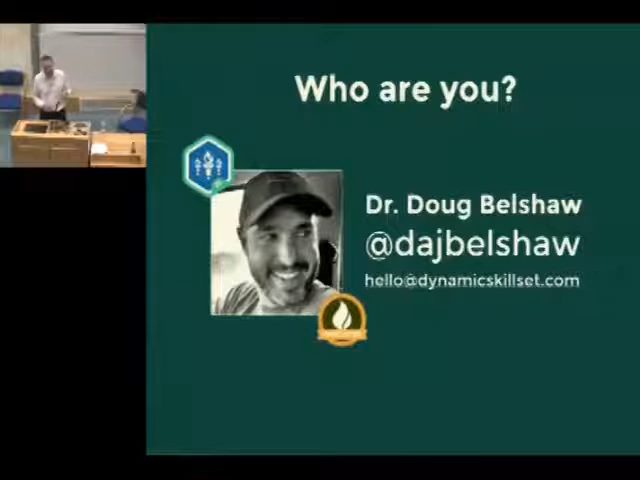 Who are you?
Dr. Doug Belshaw
@dajbelshaw
hello@dynamicskillset.com